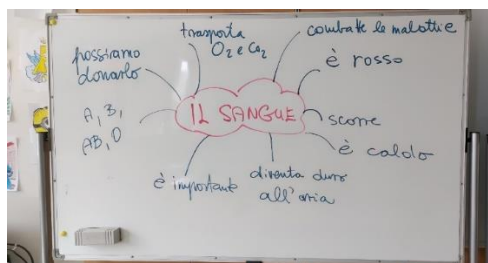 trasporta
O2 e Co2
combatte le malattie
possiamo
donarlo
è rosso
A, B,
AB, O
IL SANGUE
scorre
è caldo
è importante
diventa duro
all'aria